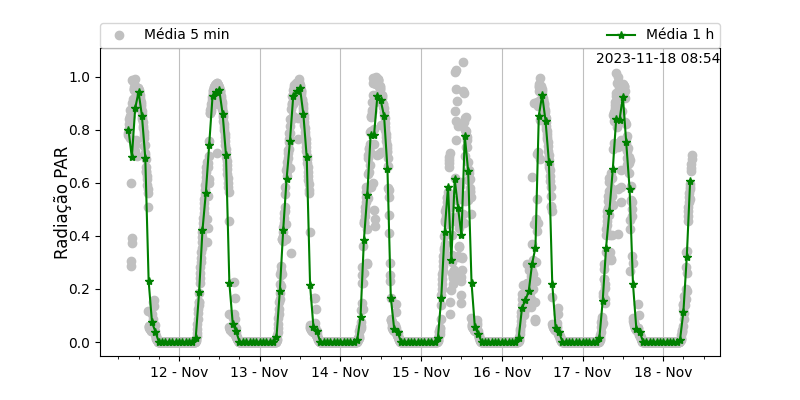 Média 5 min
Média 1 h
2023-11-18 08:54
Radiação PAR
1.0
0.8
0.6
0.4
0.2
0.0
12 - Nov
13 - Nov
14 - Nov
15 - Nov
16 - Nov
17 - Nov
18 - Nov